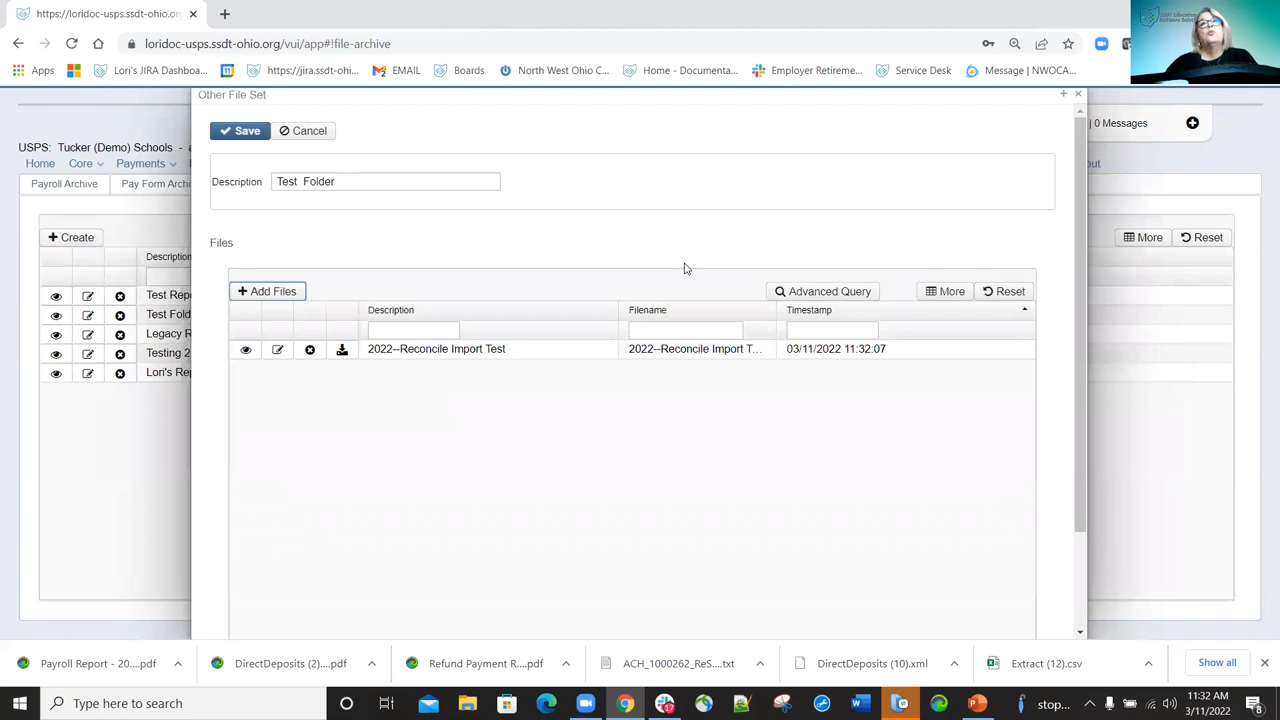 https://loridoc-usps.ssdt-ohio.or
loridoc-usps.ssdt-ohio.org/vui/app#!file-archive
Apps
Lori's JIRA Dashboa...
https://jira.ssdt-ohi...
EMAIL
Boards
North West Ohio C...
Home - Documenta...
Employer Retireme...
Service Desk
Message | NWOCA...
Other File Set
Save
Cancel
| 0 Messages
USPS: Tucker (Demo) Schools - a
Home Core Payments
out
Payroll Archive
Pay Form Archi
Description Test Folder
Create
More
Reset
Files
Descriptio
Test Repo
Test Fold
Legacy R
Testing 2
Lori's Rep
Add Files
Advanced Query
More
Reset
Description Filename Timestamp
2022--Reconcile Import Test 2022--Reconcile Import T... 03/11/2022 11:32:07
Payroll Report - 20....pdf
DirectDeposits (2)....pdf
Refund Payment R....pdf
ACH_1000262_ReS....txt
DirectDeposits (10).xml
Extract (12).csv
Show all
Type here to search
17
stop...
11:32 AM
3/11/2022
8